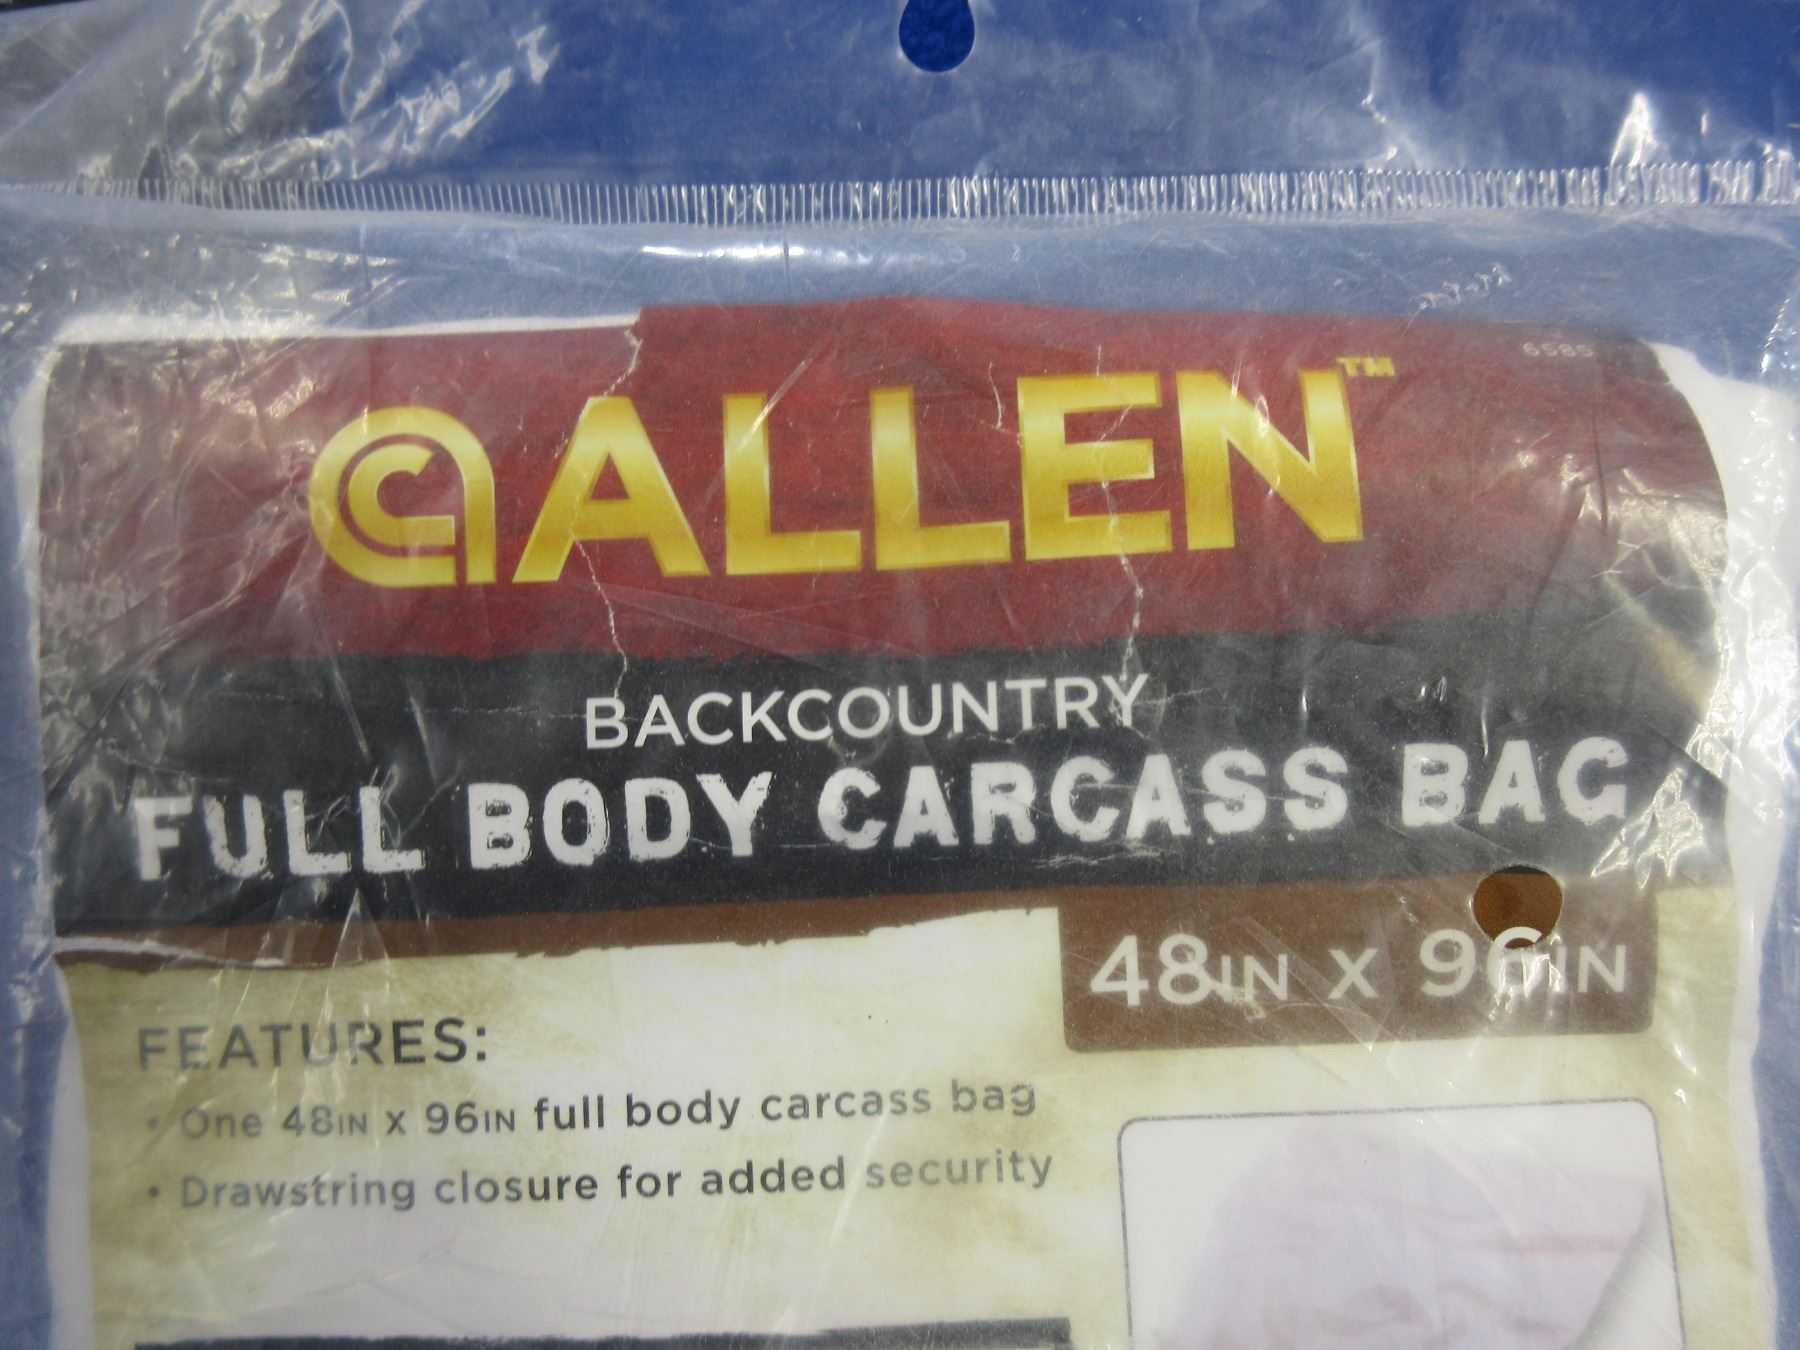 6585
ALLEN™
BACKCOUNTRY
FULL BODY CARCASS BAG
48IN X 96IN
FEATURES:
• One 48IN x 96IN full body carcass bag
• Drawstring closure for added security